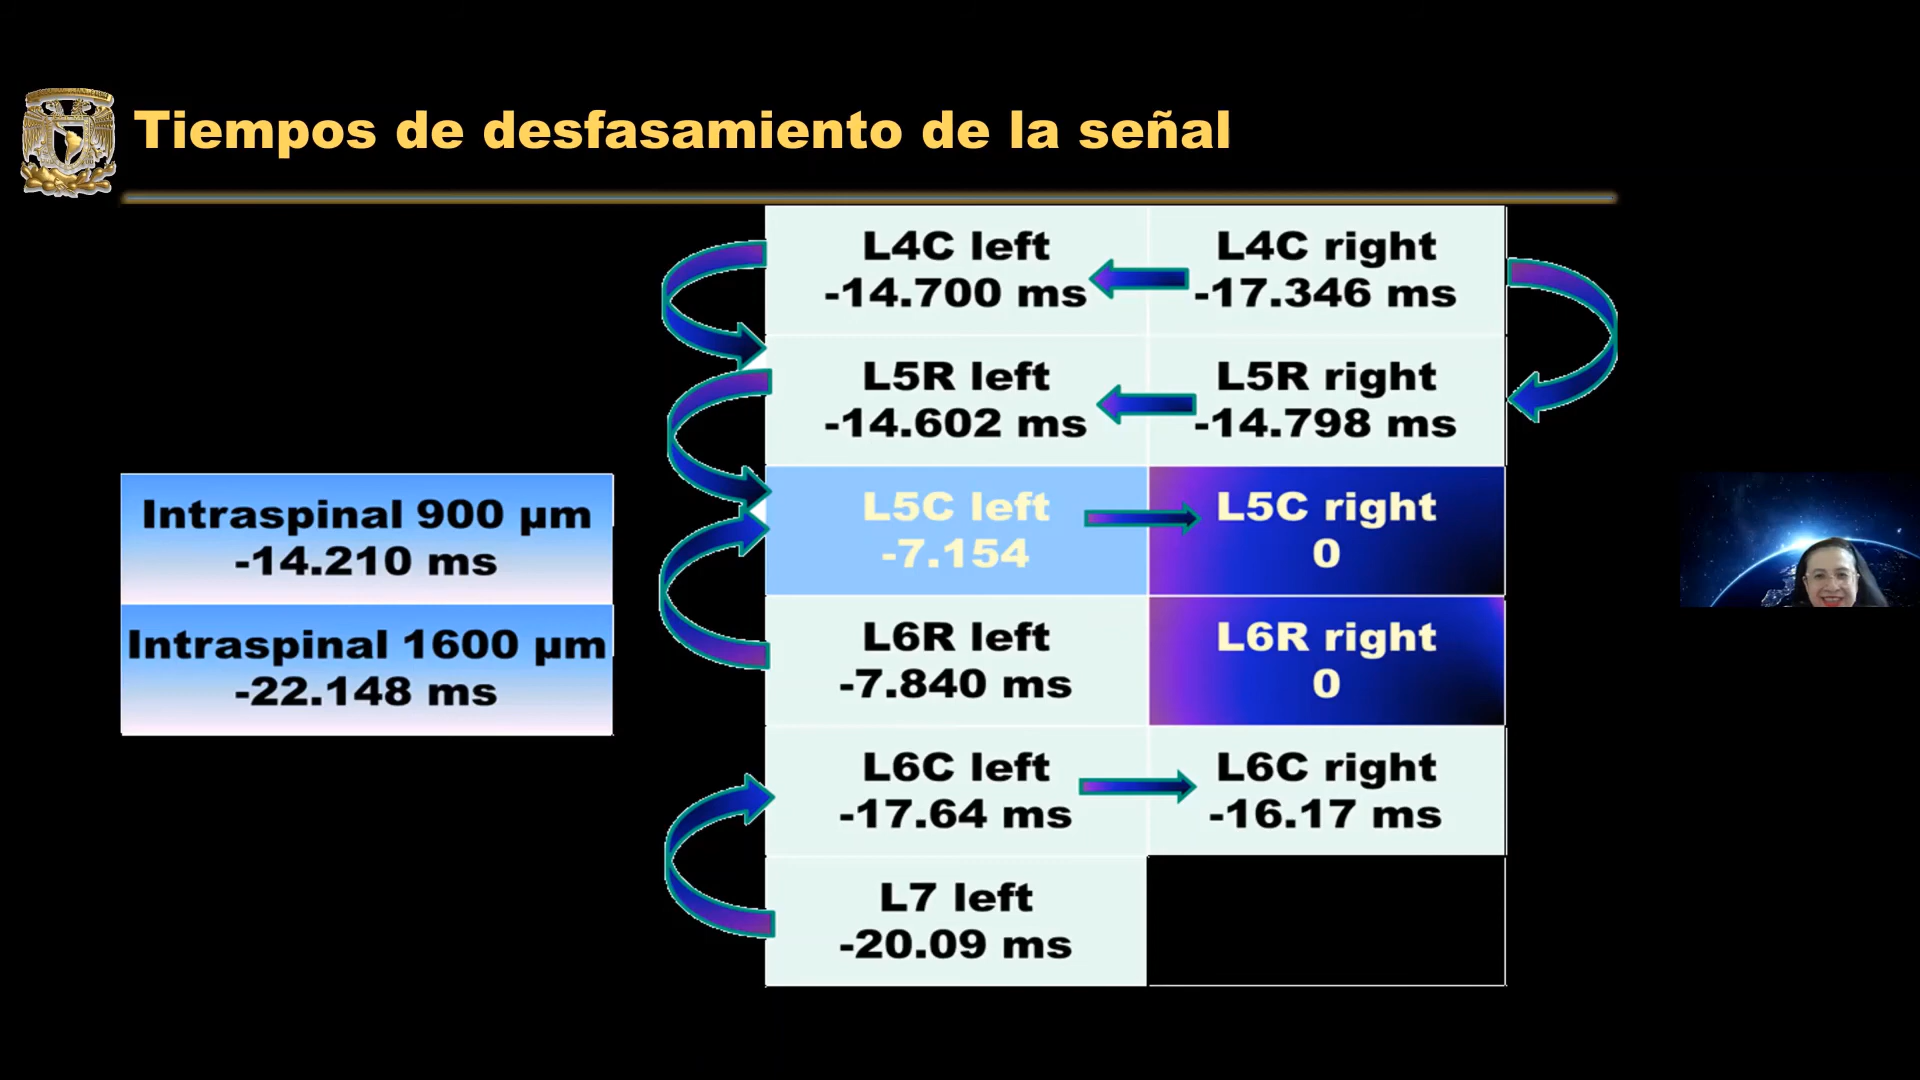 Tiempos de desfasamiento de la señal
L4C left
-14.700 ms
L4C right
-17.346 ms
L5R left
-14.602 ms
L5R right
-14.798 ms
Intraspinal 900 µm
-14.210 ms
L5C left
-7.154
L5C right
0
Intraspinal 1600 µm
-22.148 ms
L6R left
-7.840 ms
L6R right
0
L6C left
-17.64 ms
L6C right
-16.17 ms
L7 left
-20.09 ms